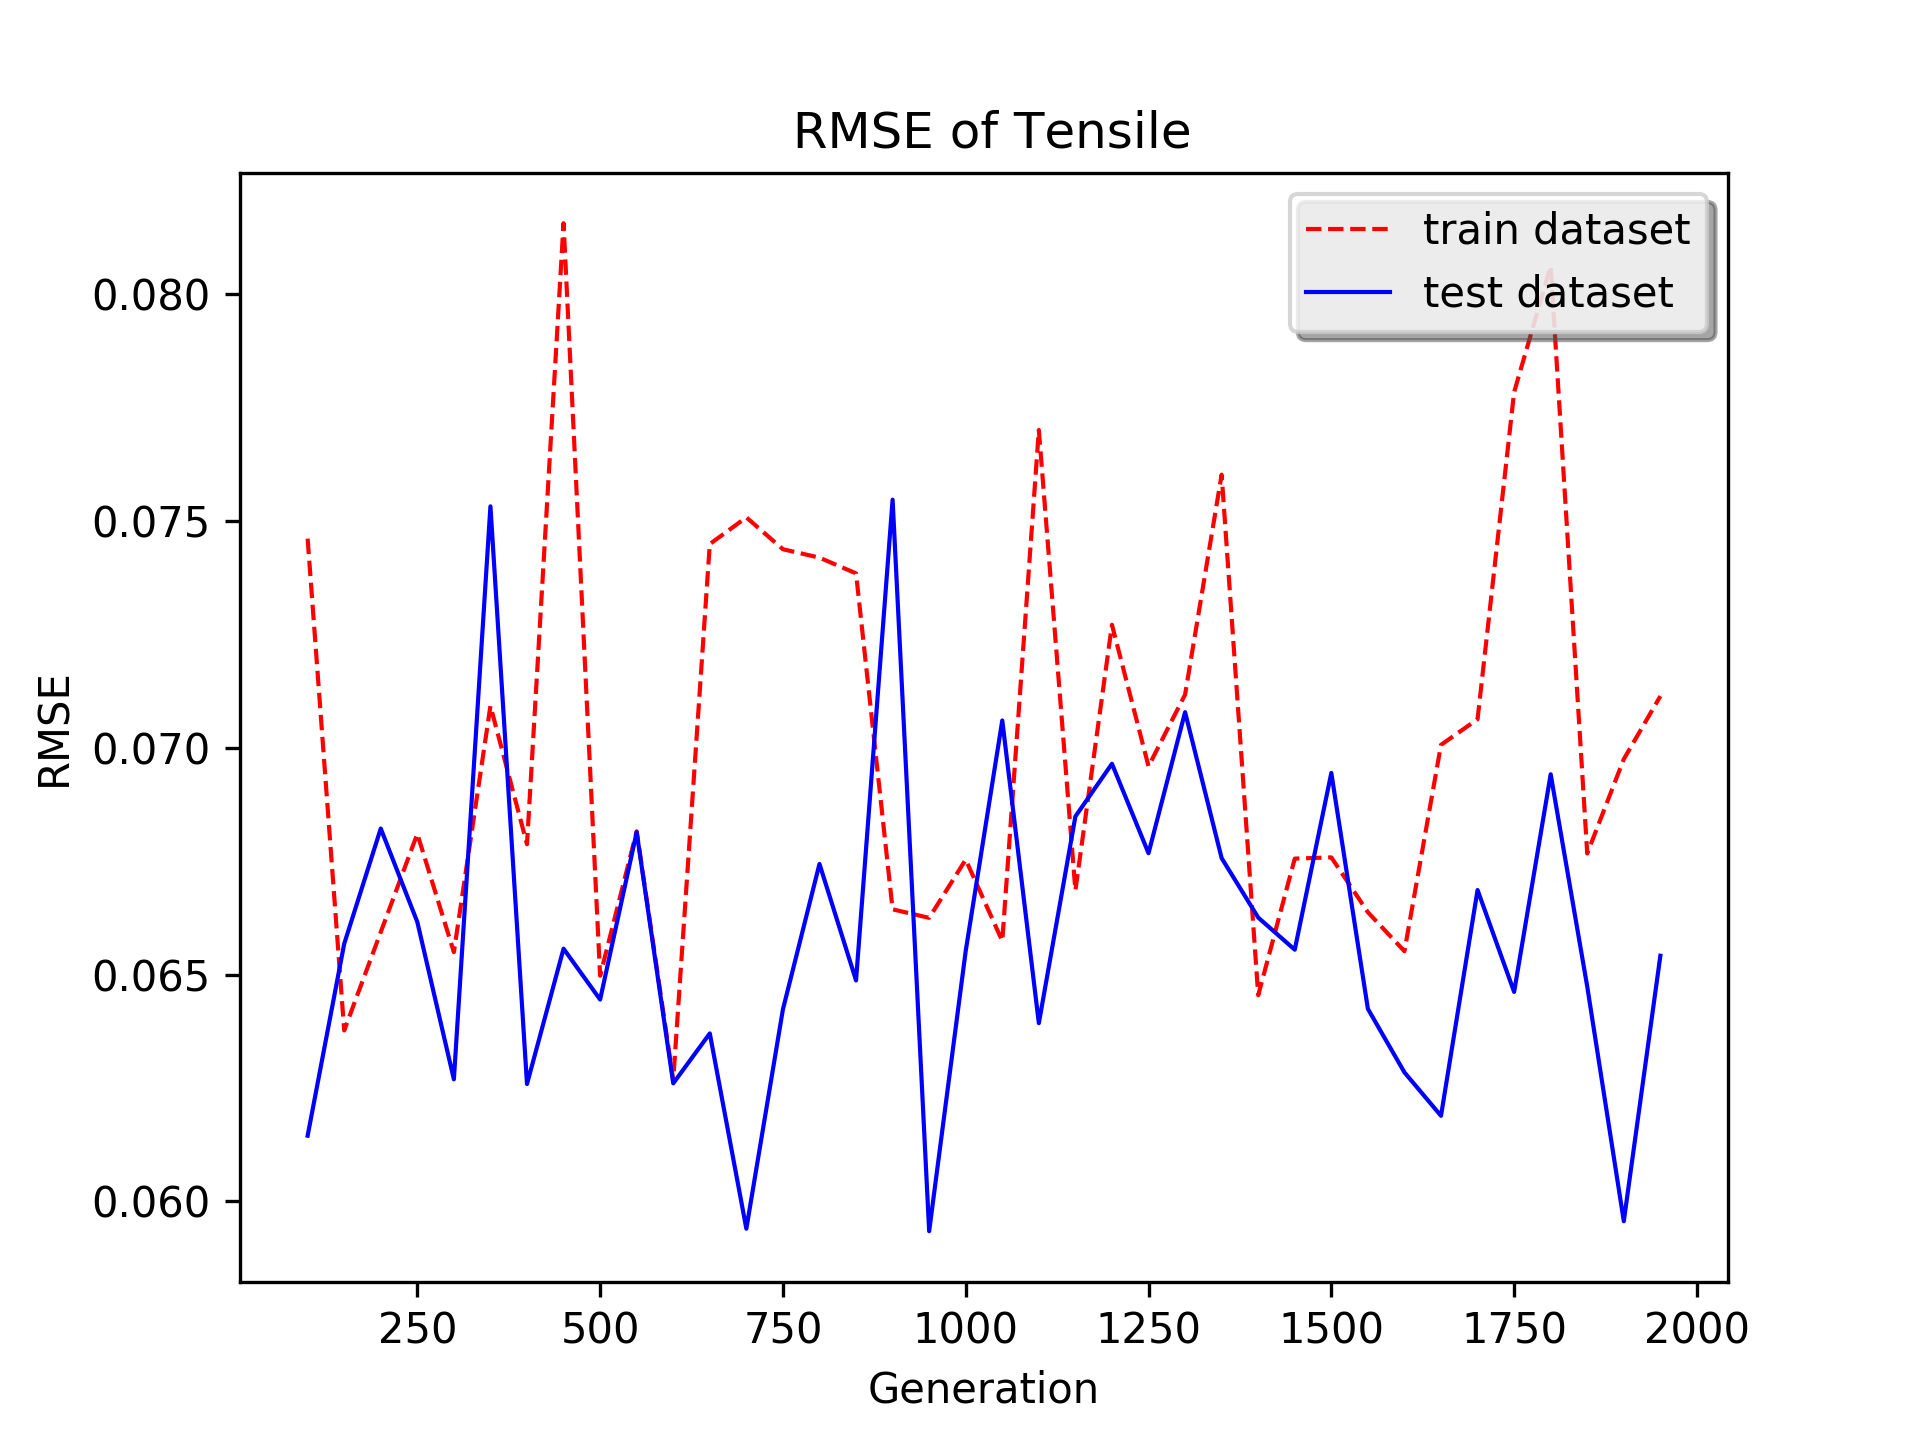 RMSE of Tensile
train dataset
test dataset
RMSE
0.080
0.075
0.070
0.065
0.060
250 500 750 1000 1250 1500 1750 2000
Generation